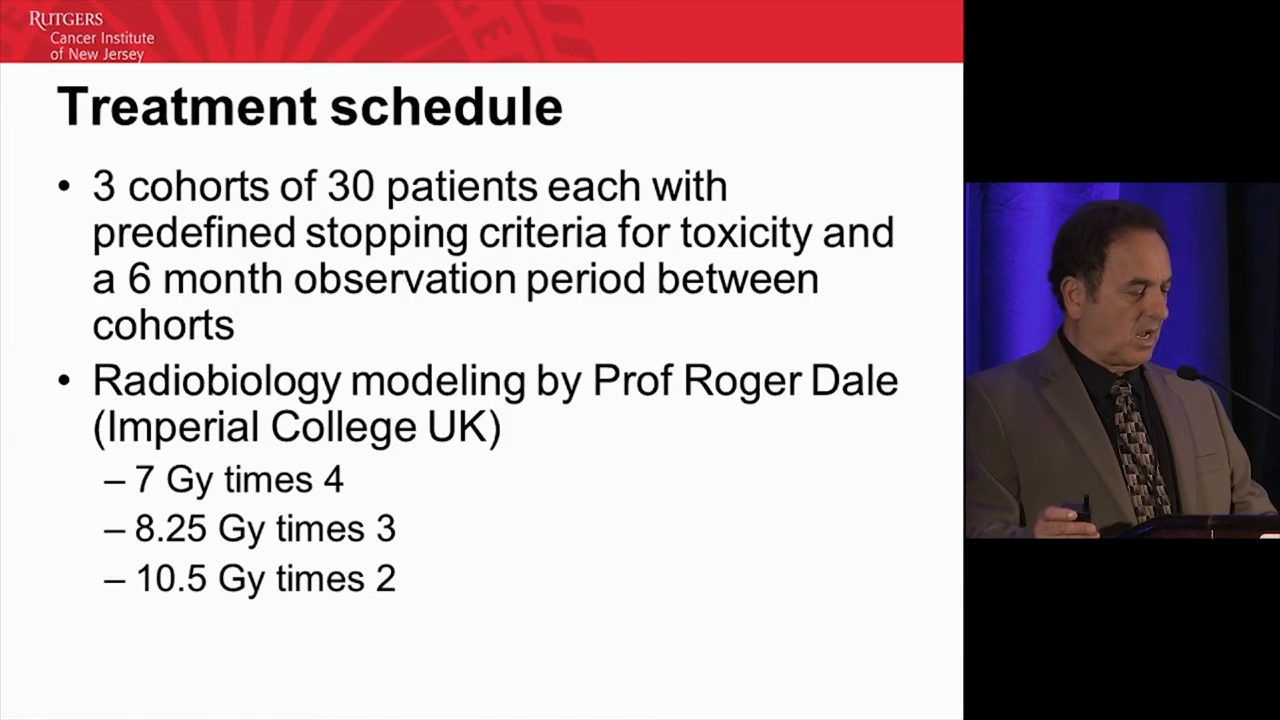 RUTGERS
Cancer Institute
of New Jersey
Treatment schedule
• 3 cohorts of 30 patients each with
predefined stopping criteria for toxicity and
a 6 month observation period between
cohorts
• Radiobiology modeling by Prof Roger Dale
(Imperial College UK)
– 7 Gy times 4
– 8.25 Gy times 3
– 10.5 Gy times 2